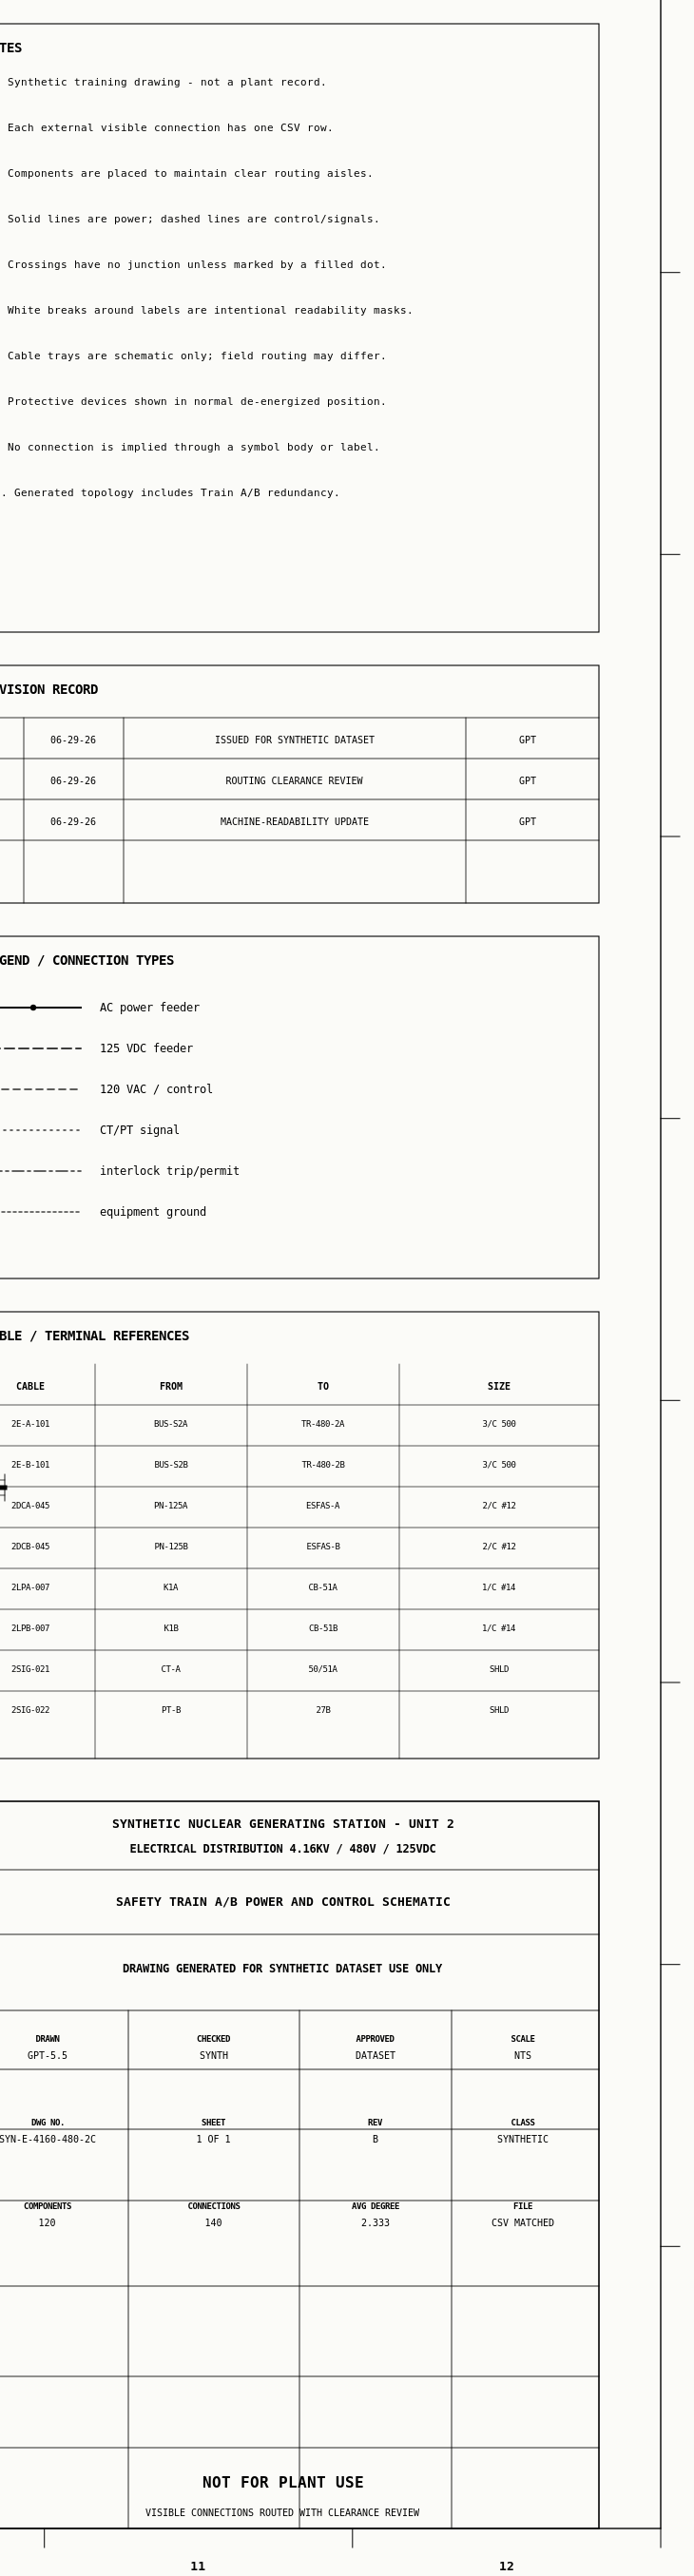 TES
Synthetic training drawing - not a plant record.
Each external visible connection has one CSV row.
Components are placed to maintain clear routing aisles.
Solid lines are power; dashed lines are control/signals.
Crossings have no junction unless marked by a filled dot.
White breaks around labels are intentional readability masks.
Cable trays are schematic only; field routing may differ.
Protective devices shown in normal de-energized position.
No connection is implied through a symbol body or label.
. Generated topology includes Train A/B redundancy.
VISION RECORD
06-29-26 ISSUED FOR SYNTHETIC DATASET GPT
06-29-26 ROUTING CLEARANCE REVIEW GPT
06-29-26 MACHINE-READABILITY UPDATE GPT
GEND / CONNECTION TYPES
AC power feeder
125 VDC feeder
120 VAC / control
CT/PT signal
interlock trip/permit
equipment ground
BLE / TERMINAL REFERENCES
CABLE FROM TO SIZE
2E-A-101 BUS-S2A TR-480-2A 3/C 500
2E-B-101 BUS-S2B TR-480-2B 3/C 500
2DCA-045 PN-125A ESFAS-A 2/C #12
2DCB-045 PN-125B ESFAS-B 2/C #12
2LPA-007 K1A CB-51A 1/C #14
2LPB-007 K1B CB-51B 1/C #14
2SIG-021 CT-A 50/51A SHLD
2SIG-022 PT-B 27B SHLD
SYNTHETIC NUCLEAR GENERATING STATION - UNIT 2
ELECTRICAL DISTRIBUTION 4.16KV / 480V / 125VDC
SAFETY TRAIN A/B POWER AND CONTROL SCHEMATIC
DRAWING GENERATED FOR SYNTHETIC DATASET USE ONLY
DRAWN CHECKED APPROVED SCALE
GPT-5.5 SYNTH DATASET NTS
DWG NO. SHEET REV CLASS
SYN-E-4160-480-2C 1 OF 1 B SYNTHETIC
COMPONENTS CONNECTIONS AVG DEGREE FILE
120 140 2.333 CSV MATCHED
NOT FOR PLANT USE
VISIBLE CONNECTIONS ROUTED WITH CLEARANCE REVIEW
11 12